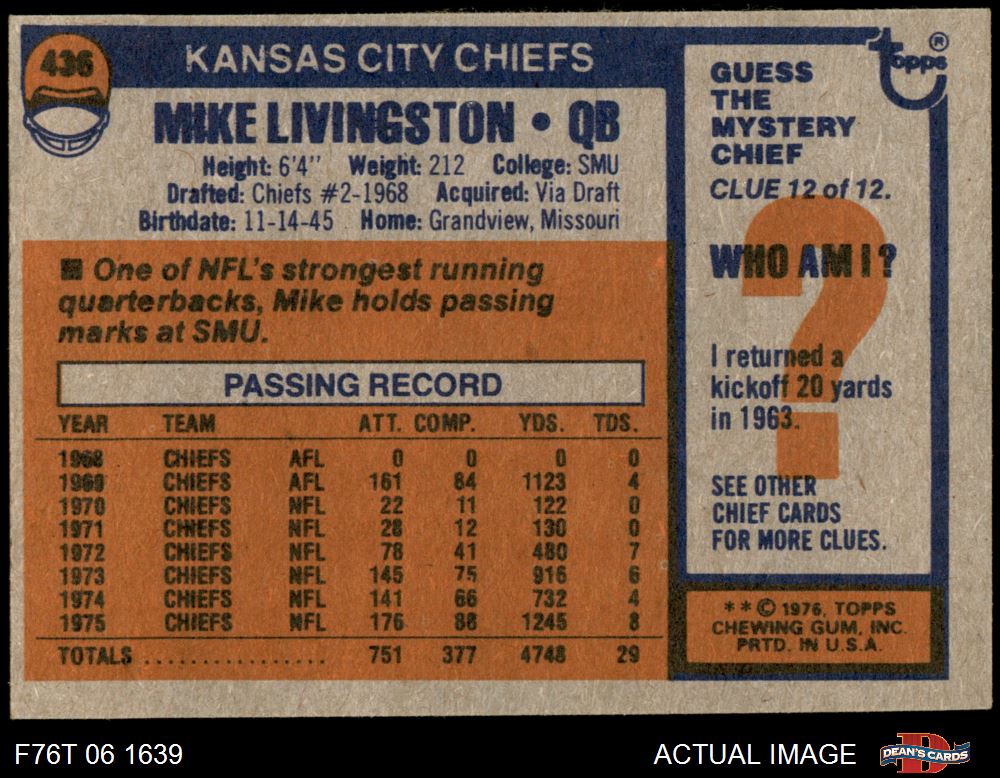 436
KANSAS CITY CHIEFS
MIKE LIVINGSTON • QB
Height: 6'4'' Weight: 212 College: SMU
Drafted: Chiefs #2-1968 Acquired: Via Draft
Birthdate: 11-14-45 Home: Grandview, Missouri
■ One of NFL's strongest running
quarterbacks, Mike holds passing
marks at SMU.
PASSING RECORD
YEAR TEAM ATT. COMP. YDS. TDS.
1968 CHIEFS AFL 0 0 0 0
1969 CHIEFS AFL 161 84 1123 4
1970 CHIEFS NFL 22 11 122 0
1971 CHIEFS NFL 28 12 130 0
1972 CHIEFS NFL 78 41 480 7
1973 CHIEFS NFL 145 75 916 6
1974 CHIEFS NFL 141 66 732 4
1975 CHIEFS NFL 176 88 1245 8
TOTALS .................. 751 377 4748 29
topps®
GUESS
THE
MYSTERY
CHIEF
CLUE 12 of 12.
?
WHO AM I?
I returned a
kickoff 20 yards
in 1963.
SEE OTHER
CHIEF CARDS
FOR MORE CLUES.
* * © 1976, TOPPS
CHEWING GUM, INC.
PRTD. IN U.S.A.
F76T 06 1639
ACTUAL IMAGE
D
DEAN'S CARDS